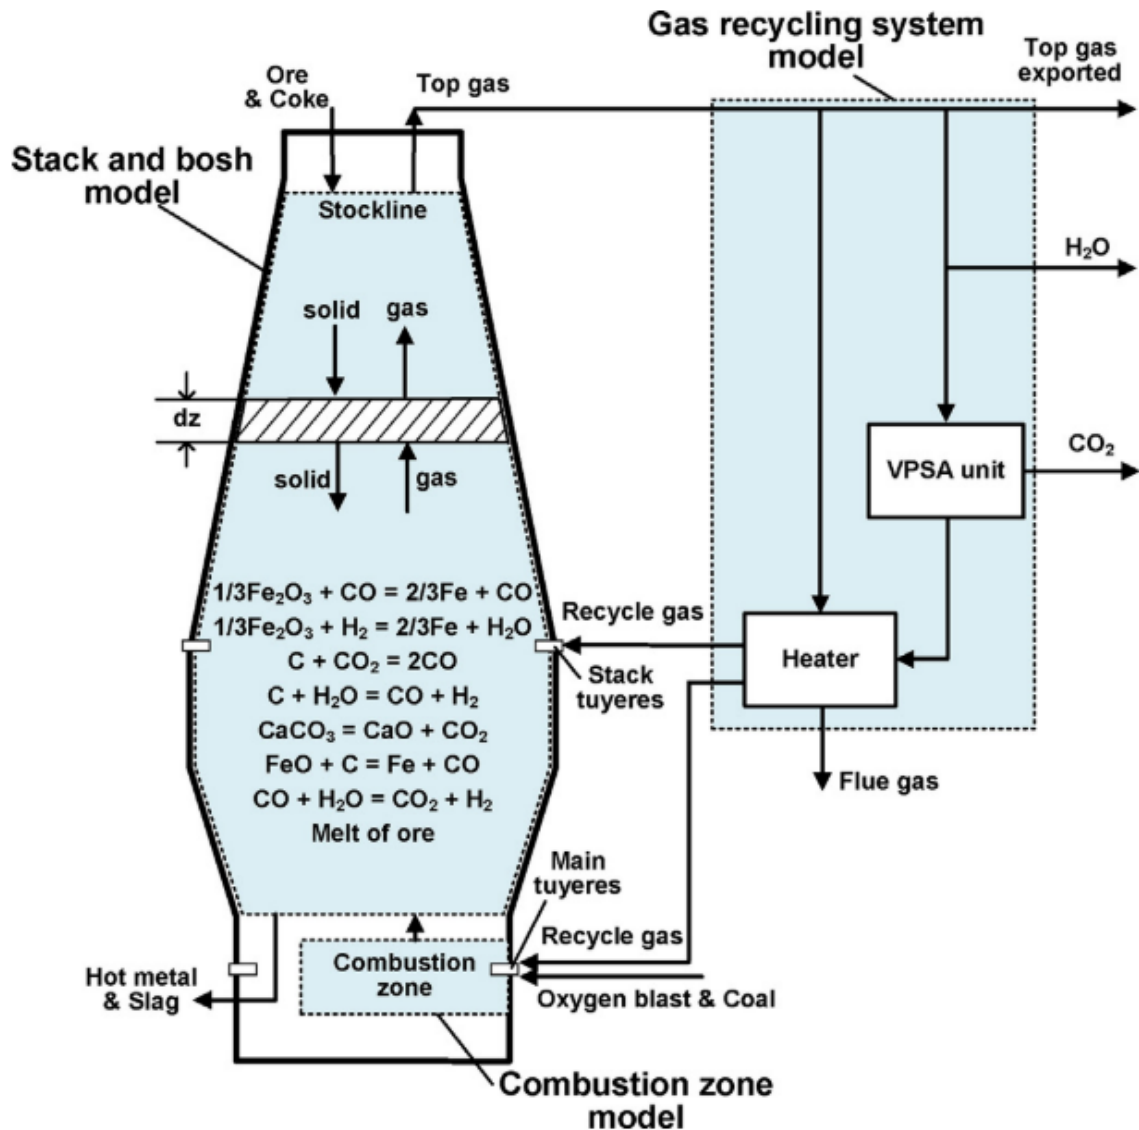 Gas recycling system
model
Top gas
exported
Ore
& Coke
Top gas
Stack and bosh
model
Stockline
H₂O
solid
gas
dz
VPSA unit
CO₂
solid
gas
1/3Fe₂O₃ + CO = 2/3Fe + CO
1/3Fe₂O₃ + H₂ = 2/3Fe + H₂O
C + CO₂ = 2CO
C + H₂O = CO + H₂
CaCO₃ = CaO + CO₂
FeO + C = Fe + CO
CO + H₂O = CO₂ + H₂
Melt of ore
Recycle gas
Stack
tuyeres
Heater
Flue gas
Main
tuyeres
Recycle gas
Combustion
zone
Hot metal
& Slag
Oxygen blast & Coal
Combustion zone
model